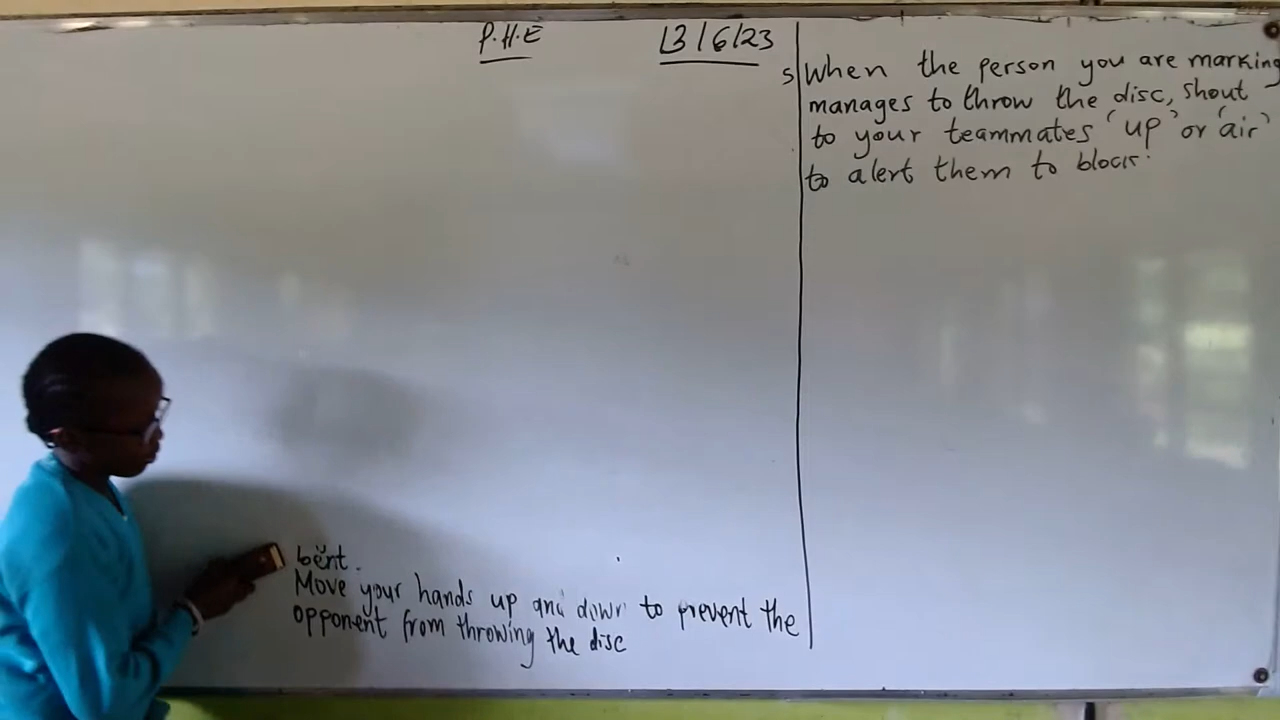 P.H.E 13/6/23
bent.
Move your hands up and down to prevent the
opponent from throwing the disc
5 When the person you are marking
manages to throw the disc, shout
to your teammates 'up' or 'air'
to alert them to block.